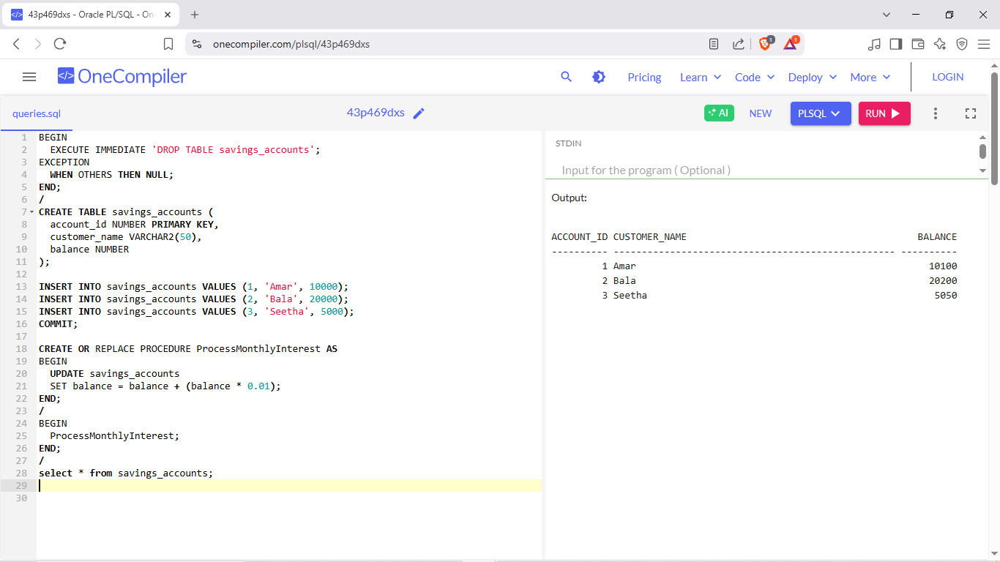 43p469dxs - Oracle PL/SQL - On
onecompiler.com/plsql/43p469dxs
1
1
</> OneCompiler
Pricing
Learn
Code
Deploy
More
LOGIN
queries.sql
43p469dxs
AI
NEW
PLSQL
RUN
1 BEGIN
2   EXECUTE IMMEDIATE 'DROP TABLE savings_accounts';
3 EXCEPTION
4   WHEN OTHERS THEN NULL;
5 END;
6 /
7 CREATE TABLE savings_accounts (
8   account_id NUMBER PRIMARY KEY,
9   customer_name VARCHAR2(50),
10   balance NUMBER
11 );
12
13 INSERT INTO savings_accounts VALUES (1, 'Amar', 10000);
14 INSERT INTO savings_accounts VALUES (2, 'Bala', 20000);
15 INSERT INTO savings_accounts VALUES (3, 'Seetha', 5000);
16 COMMIT;
17
18 CREATE OR REPLACE PROCEDURE ProcessMonthlyInterest AS
19 BEGIN
20   UPDATE savings_accounts
21   SET balance = balance + (balance * 0.01);
22 END;
23 /
24 BEGIN
25   ProcessMonthlyInterest;
26 END;
27 /
28 select * from savings_accounts;
29
30
STDIN
Input for the program ( Optional )
Output:
ACCOUNT_ID CUSTOMER_NAME                                         BALANCE
---------- -------------------------------------------------- ----------
         1 Amar                                                    10100
         2 Bala                                                    20200
         3 Seetha                                                   5050